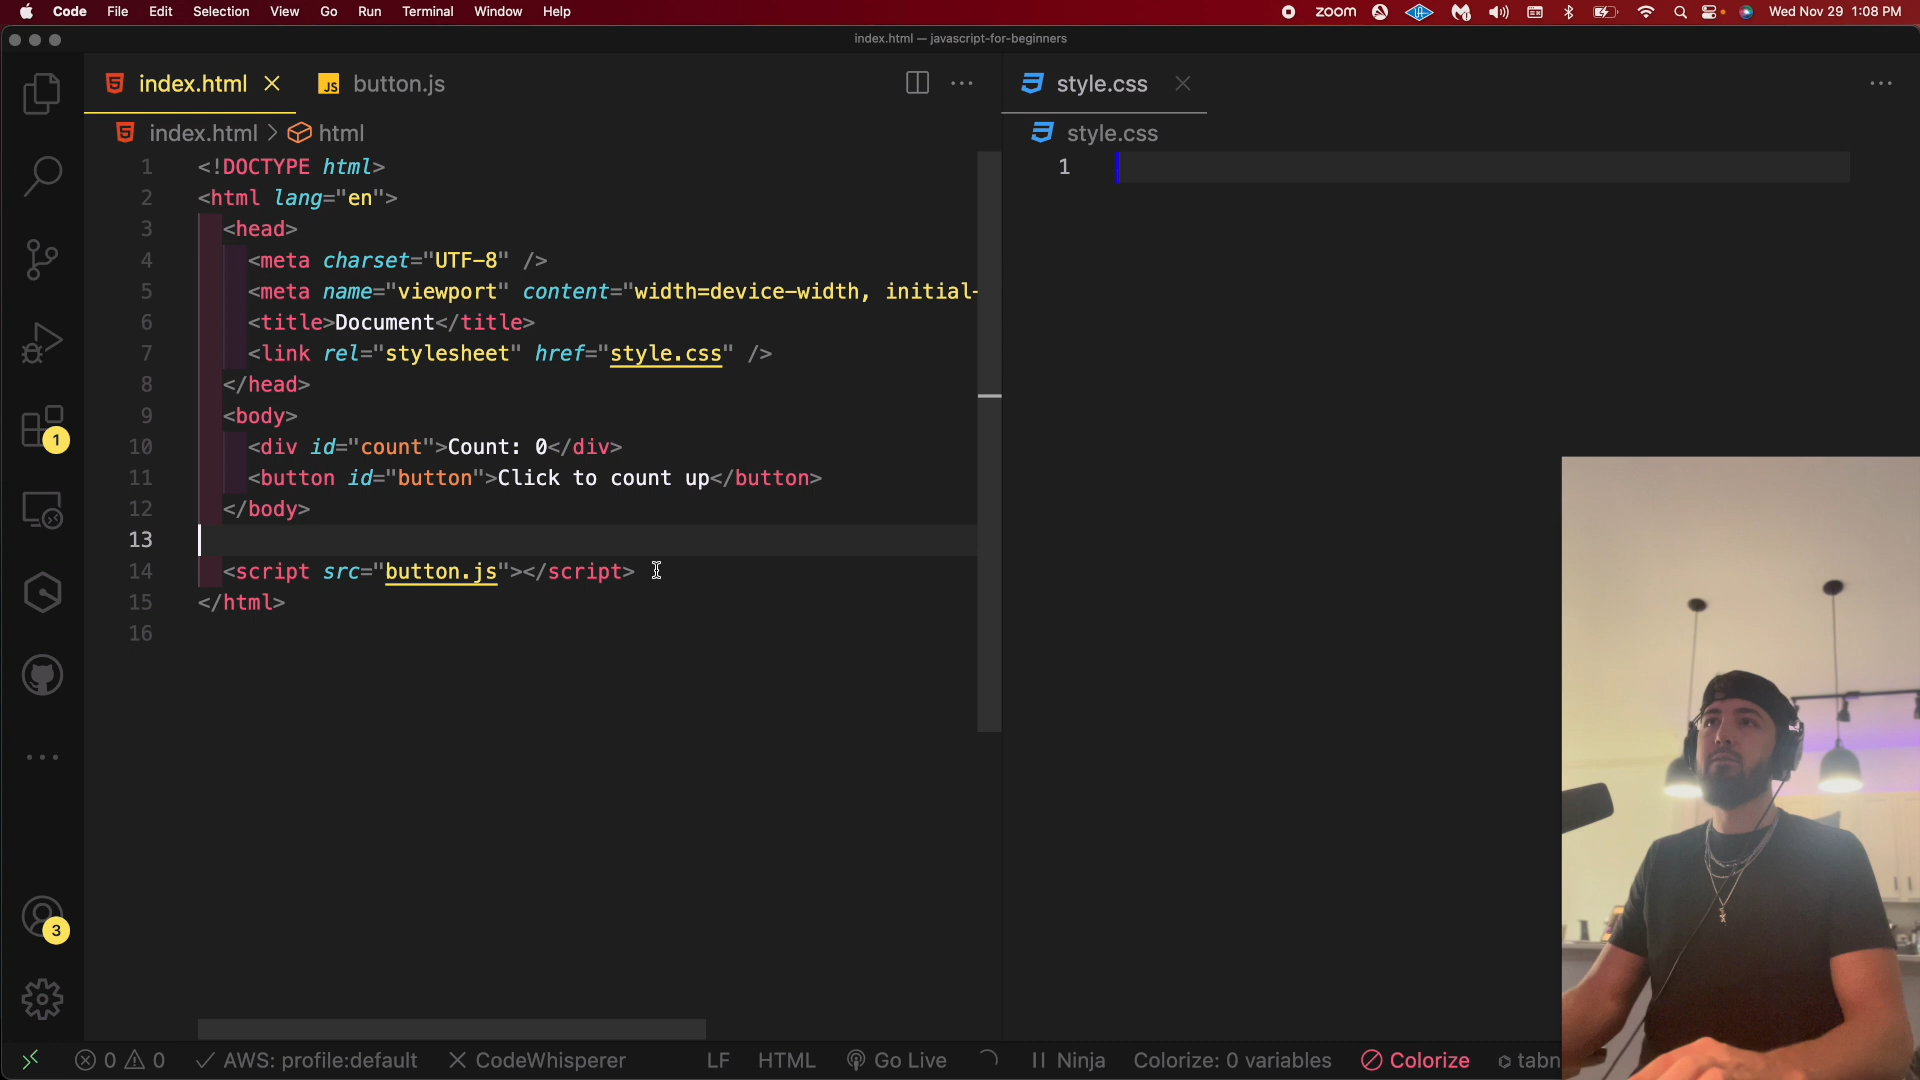 Code File Edit Selection View Go Run Terminal Window Help
zoom
Wed Nov 29 1:08 PM
index.html — javascript-for-beginners
index.html
JS button.js
index.html > html
1 <!DOCTYPE html>
2 <html lang="en">
3 <head>
4 <meta charset="UTF-8" />
5 <meta name="viewport" content="width=device-width, initial-
6 <title>Document</title>
7 <link rel="stylesheet" href="style.css" />
8 </head>
9 <body>
10 <div id="count">Count: 0</div>
11 <button id="button">Click to count up</button>
12 </body>
13
14 <script src="button.js"></script>
15 </html>
16
style.css
style.css
1
1
3
0 0 AWS: profile:default CodeWhisperer LF HTML Go Live Ninja Colorize: 0 variables Colorize tabn